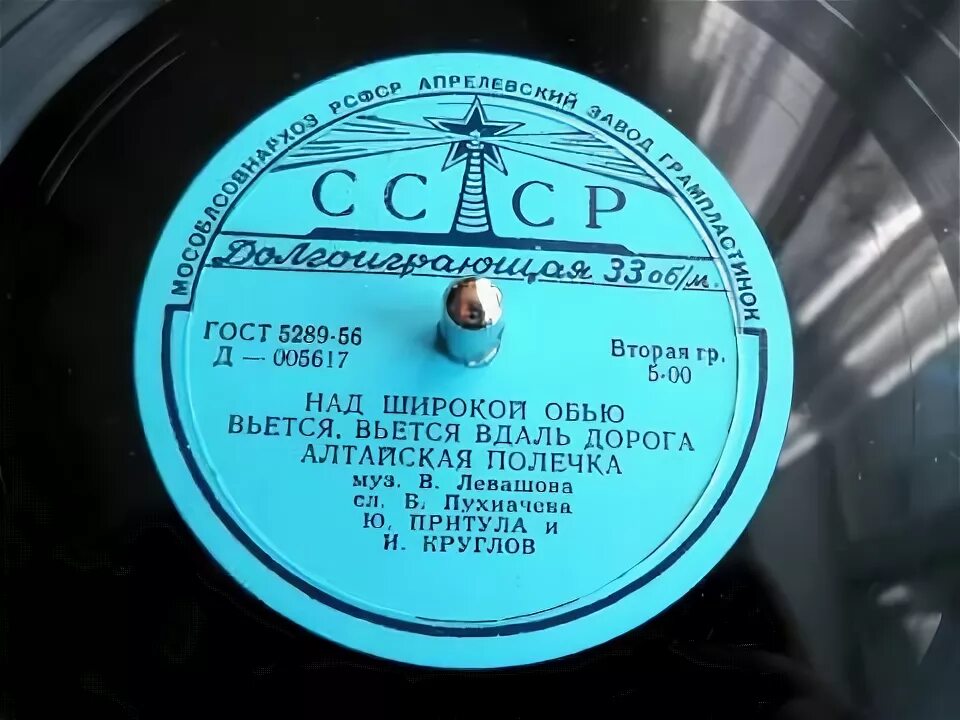 МОСОБЛСОВНАРХОЗ РСФСР АПРЕЛЕВСКИЙ ЗАВОД ГРАМПЛАСТИНОК
СССР
Долгоиграющая 33 об/м.
ГОСТ 5289-56
Д — 005617
Вторая гр.
5-00
НАД ШИРОКОЙ ОБЬЮ
ВЬЕТСЯ, ВЬЕТСЯ ВДАЛЬ ДОРОГА
АЛТАЙСКАЯ ПОЛЕЧКА
муз. В. Левашова
сл. В. Пухначева
Ю. ПРИТУЛА и
И. КРУГЛОВ